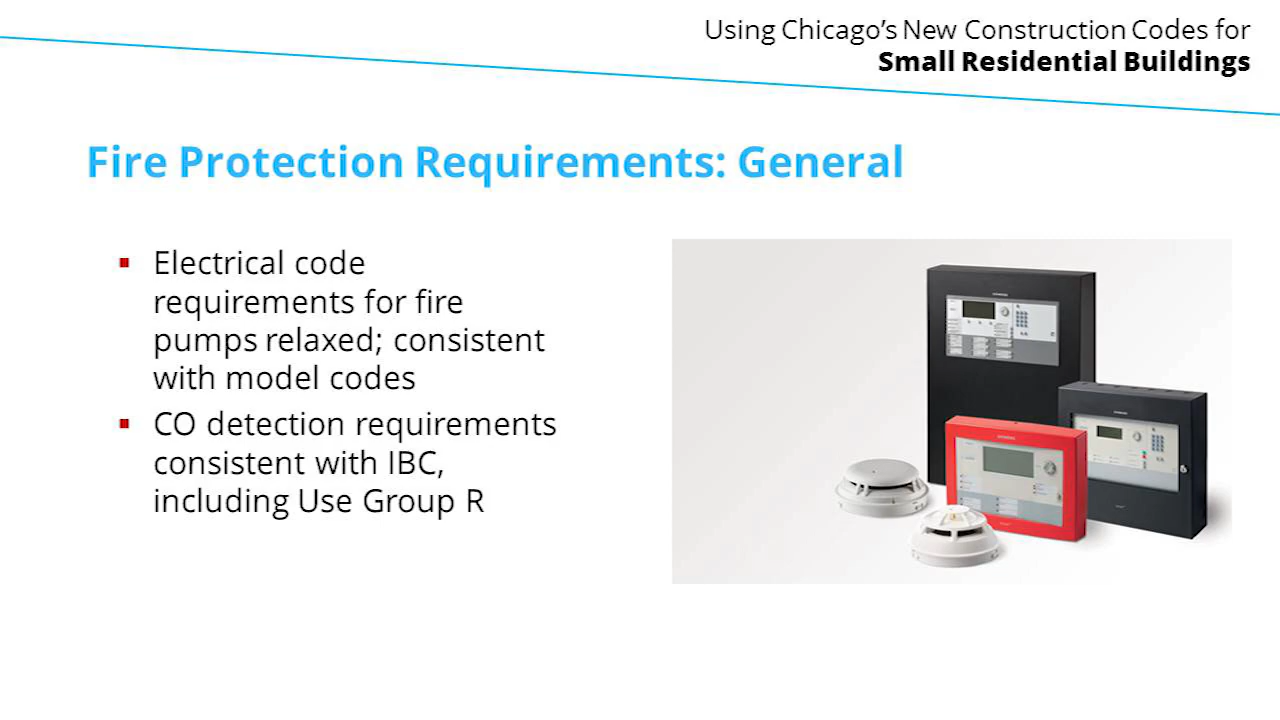 Using Chicago’s New Construction Codes for
Small Residential Buildings
Fire Protection Requirements: General
Electrical code
requirements for fire
pumps relaxed; consistent
with model codes
CO detection requirements
consistent with IBC,
including Use Group R